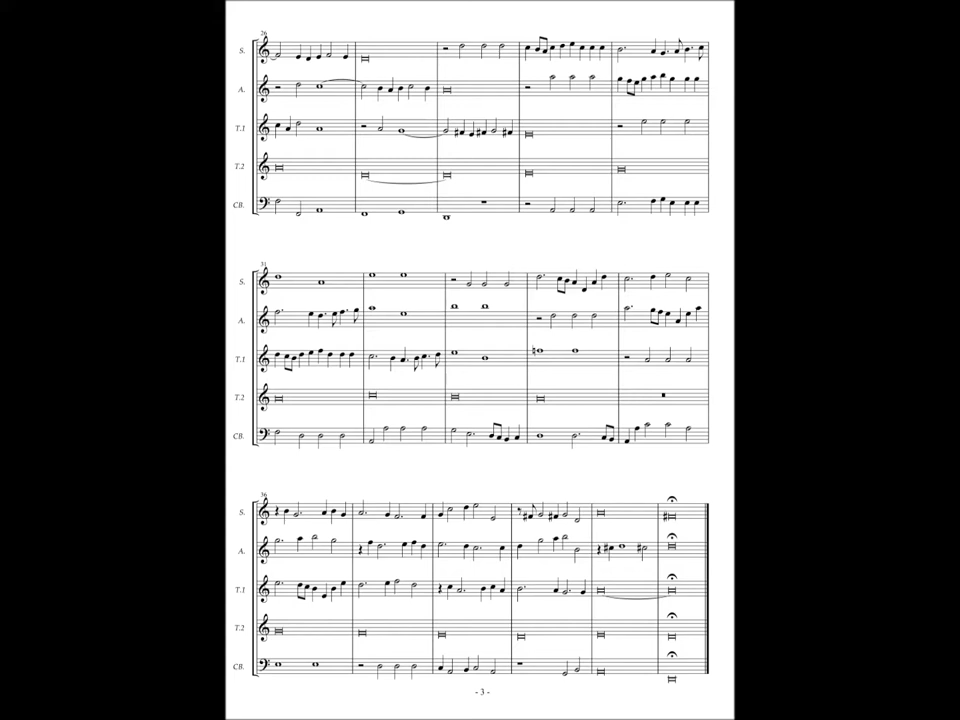 26
S.
A.
T.1
T.2
CB.
31
S.
A.
T.1
T.2
CB.
36
S.
A.
T.1
T.2
CB.
- 3 -